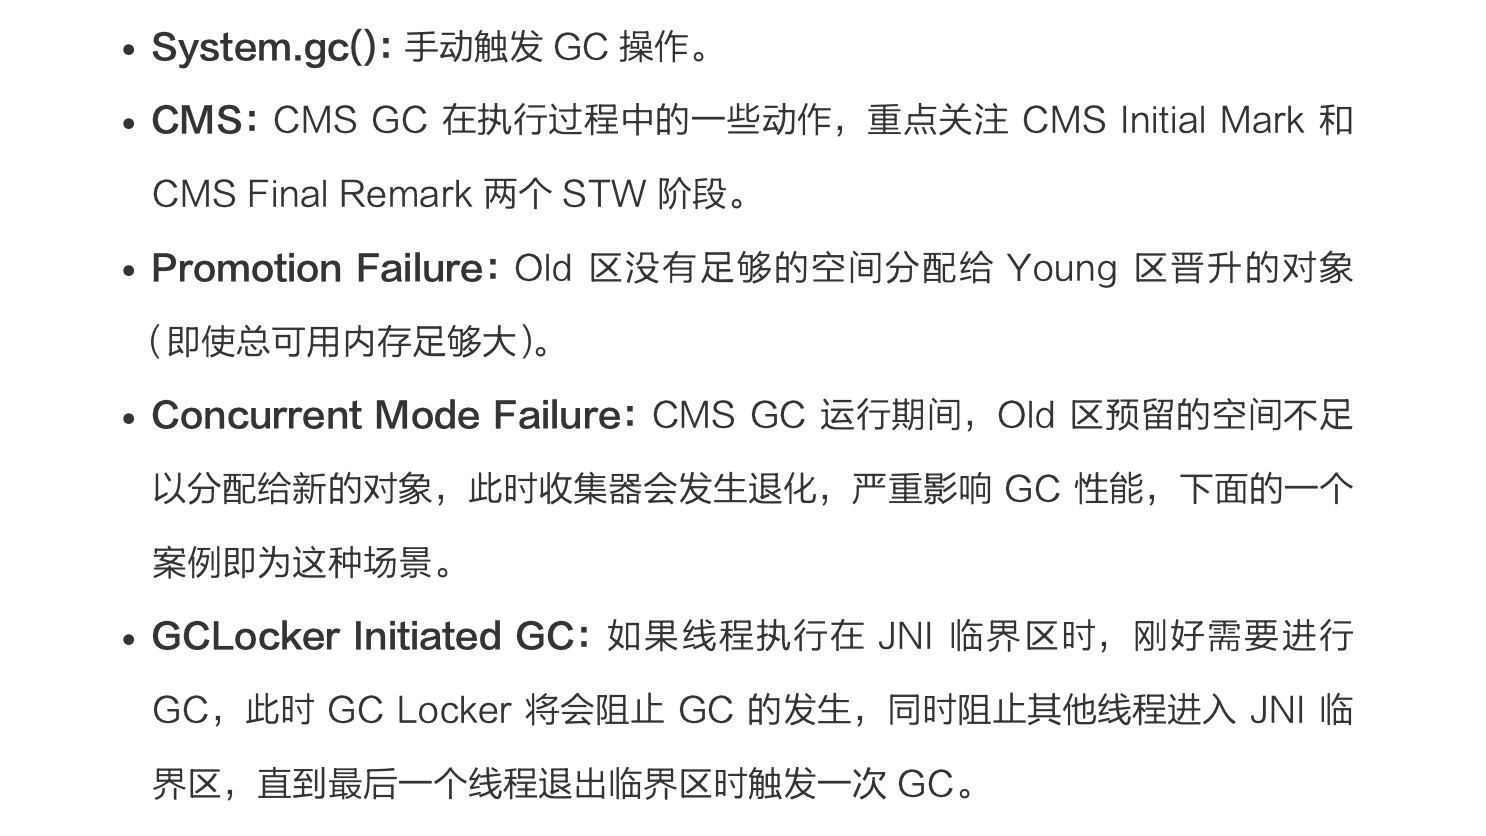 • System.gc()：手动触发 GC 操作。
• CMS：CMS GC 在执行过程中的一些动作，重点关注 CMS Initial Mark 和
CMS Final Remark 两个 STW 阶段。
• Promotion Failure：Old 区没有足够的空间分配给 Young 区晋升的对象
（即使总可用内存足够大）。
• Concurrent Mode Failure：CMS GC 运行期间，Old 区预留的空间不足
以分配给新的对象，此时收集器会发生退化，严重影响 GC 性能，下面的一个
案例即为这种场景。
• GCLocker Initiated GC：如果线程执行在 JNI 临界区时，刚好需要进行
GC，此时 GC Locker 将会阻止 GC 的发生，同时阻止其他线程进入 JNI 临
界区，直到最后一个线程退出临界区时触发一次 GC。